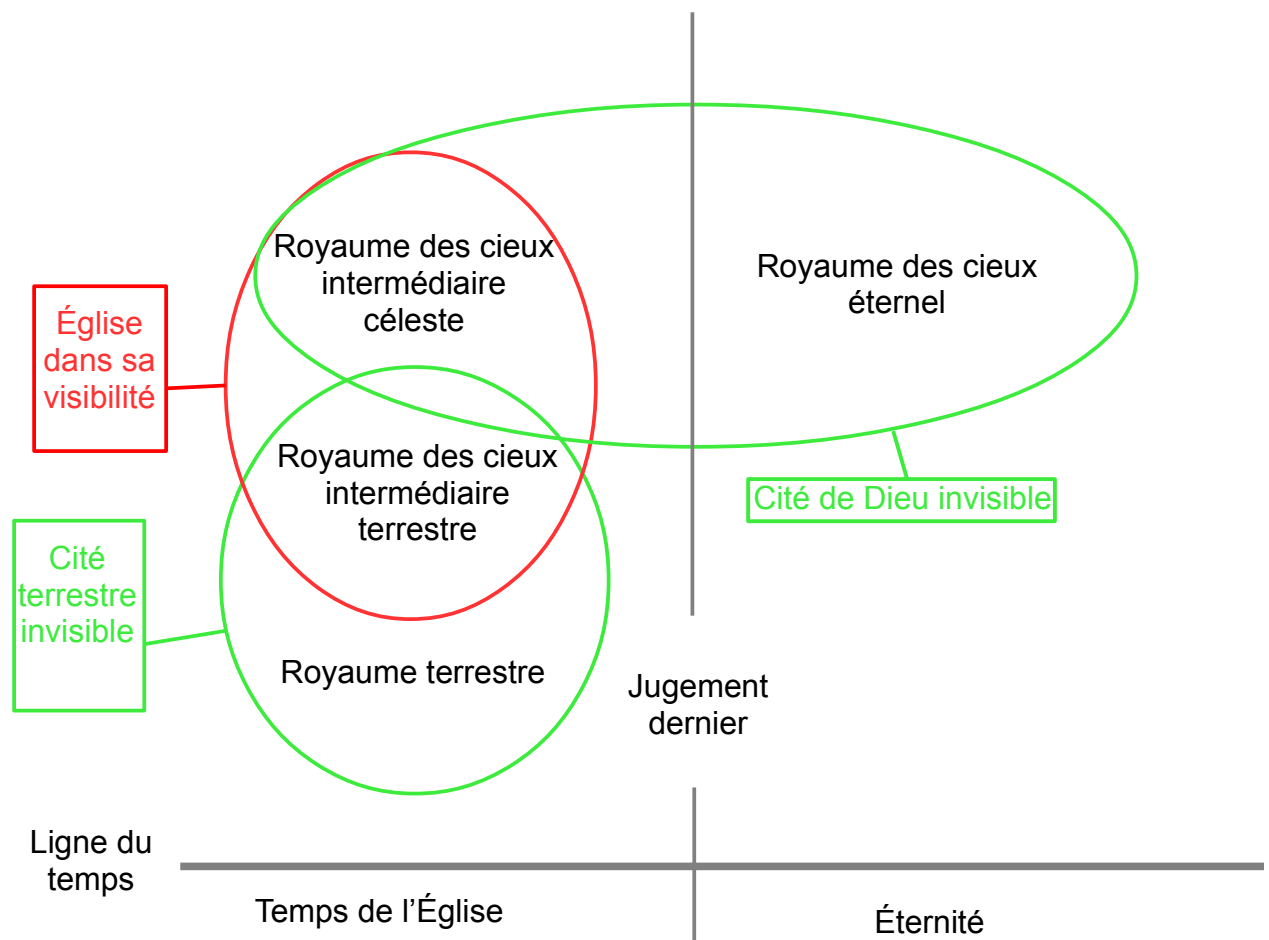 Royaume des cieux
intermédiaire
céleste
Royaume des cieux
éternel
Église
dans sa
visibilité
Royaume des cieux
intermédiaire
terrestre
Cité de Dieu invisible
Cité
terrestre
invisible
Royaume terrestre
Jugement
dernier
Ligne du
temps
Temps de l’Église
Éternité